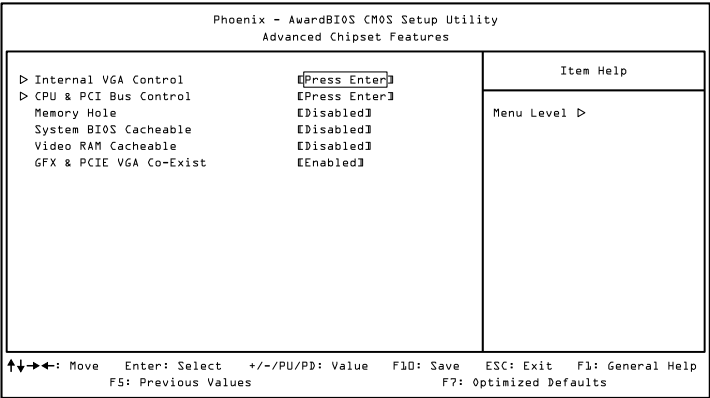 Phoenix - AwardBIOS CMOS Setup Utility
Advanced Chipset Features
▷ Internal VGA Control [Press Enter]
▷ CPU & PCI Bus Control [Press Enter]
Memory Hole [Disabled]
System BIOS Cacheable [Disabled]
Video RAM Cacheable [Disabled]
GFX & PCIE VGA Co-Exist [Enabled]
Item Help
Menu Level ▷
↑↓→←: Move Enter: Select +/-/PU/PD: Value F10: Save ESC: Exit F1: General Help
F5: Previous Values F7: Optimized Defaults